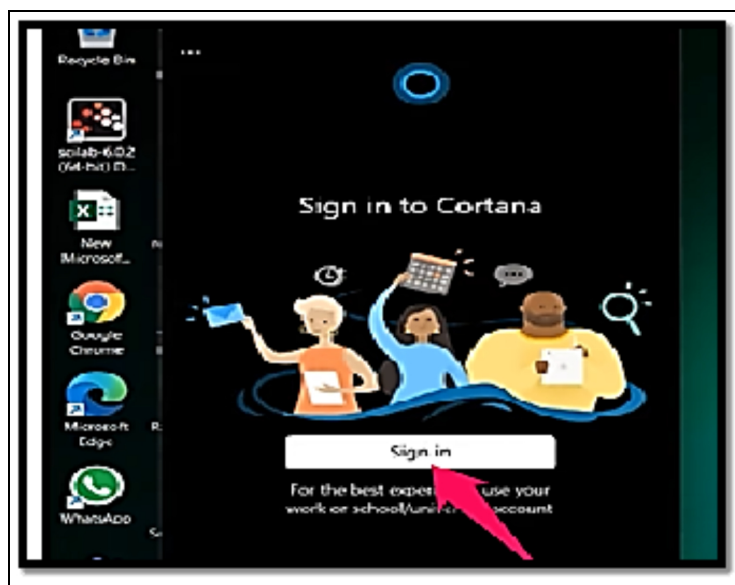 Recycle Bin
scilab-6.0.2
(64-bit) D...
New
Microsoft...
Google
Chrome
Microsoft
Edge
WhatsApp
Sign in to Cortana
Sign in
For the best use your
work or school/ account